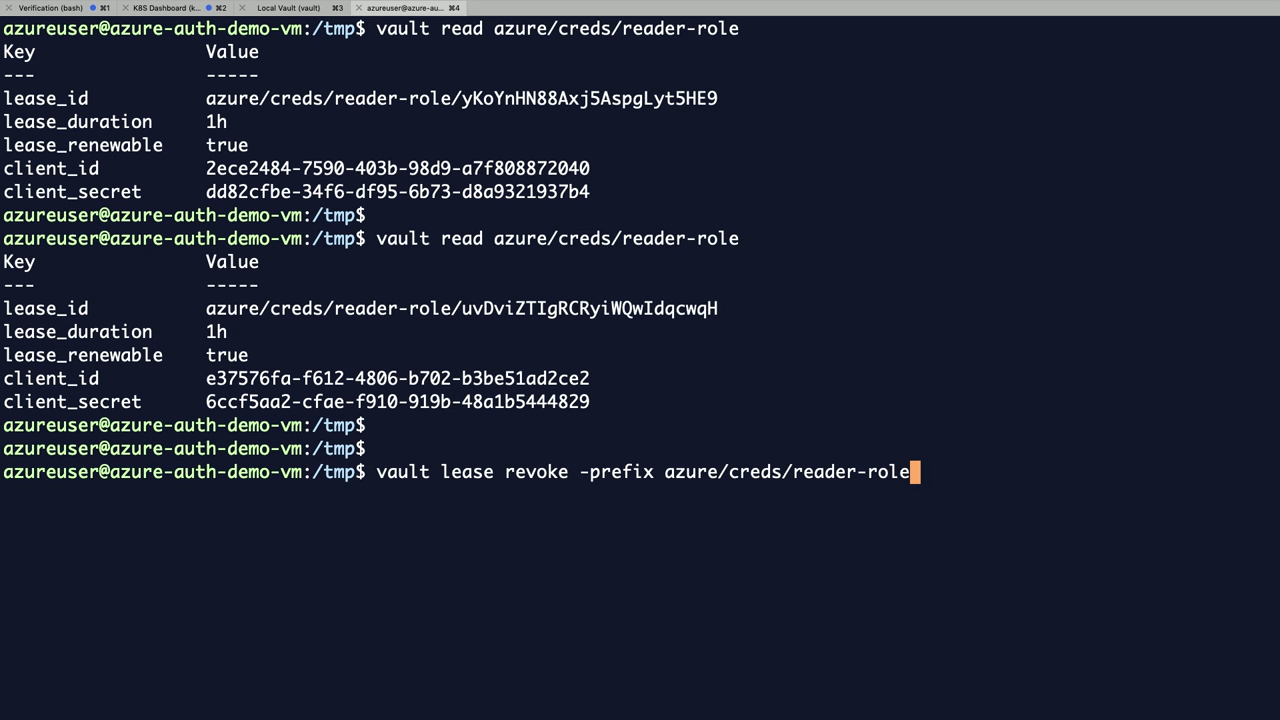 Verification (bash) ⌘1 K8S Dashboard (k... ⌘2 Local Vault (vault) ⌘3 azureuser@azure-au... ⌘4
azureuser@azure-auth-demo-vm:/tmp$ vault read azure/creds/reader-role
Key Value
--- -----
lease_id azure/creds/reader-role/yKoYnHN88Axj5AspgLyt5HE9
lease_duration 1h
lease_renewable true
client_id 2ece2484-7590-403b-98d9-a7f808872040
client_secret dd82cfbe-34f6-df95-6b73-d8a9321937b4
azureuser@azure-auth-demo-vm:/tmp$
azureuser@azure-auth-demo-vm:/tmp$ vault read azure/creds/reader-role
Key Value
--- -----
lease_id azure/creds/reader-role/uvDviZTIgRCRyiWQwIdqcwqH
lease_duration 1h
lease_renewable true
client_id e37576fa-f612-4806-b702-b3be51ad2ce2
client_secret 6ccf5aa2-cfae-f910-919b-48a1b5444829
azureuser@azure-auth-demo-vm:/tmp$
azureuser@azure-auth-demo-vm:/tmp$
azureuser@azure-auth-demo-vm:/tmp$ vault lease revoke -prefix azure/creds/reader-role